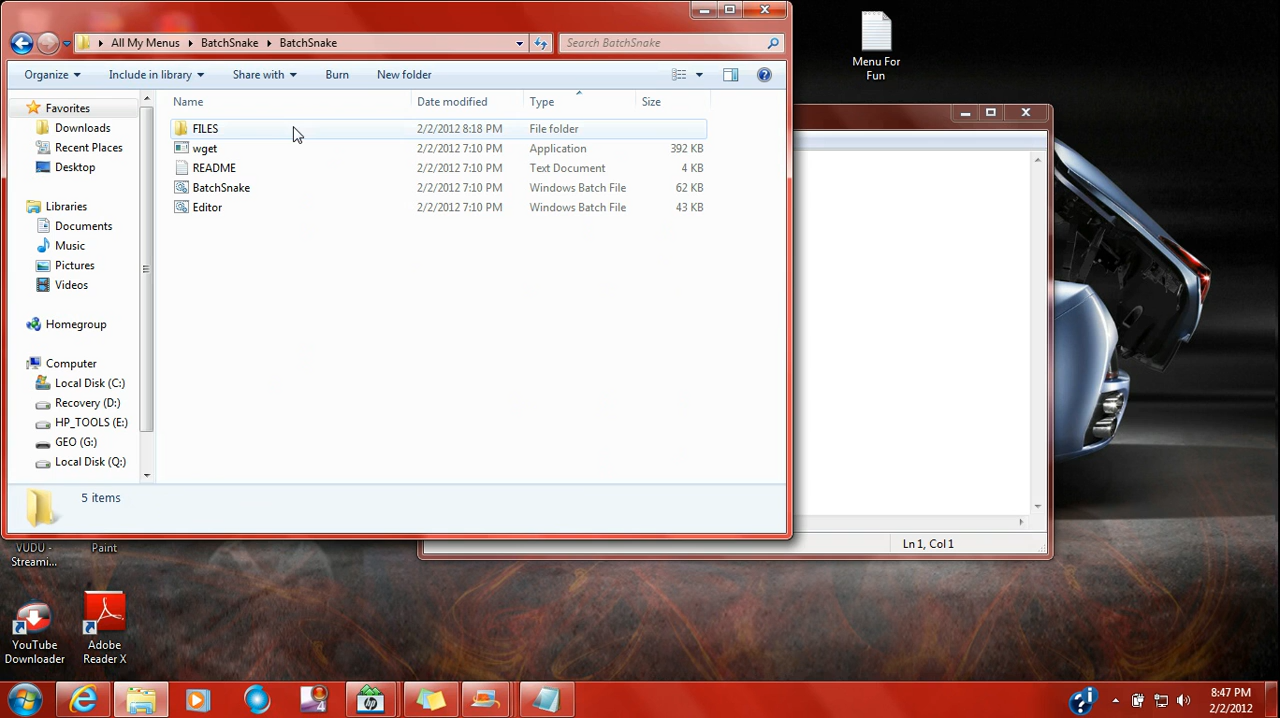 All My Menus BatchSnake BatchSnake
Search BatchSnake
Organize Include in library Share with Burn New folder
Name Date modified Type Size
FILES 2/2/2012 8:18 PM File folder
wget 2/2/2012 7:10 PM Application 392 KB
README 2/2/2012 7:10 PM Text Document 4 KB
BatchSnake 2/2/2012 7:10 PM Windows Batch File 62 KB
Editor 2/2/2012 7:10 PM Windows Batch File 43 KB
Favorites
Downloads
Recent Places
Desktop
Libraries
Documents
Music
Pictures
Videos
Homegroup
Computer
Local Disk (C:)
Recovery (D:)
HP_TOOLS (E:)
GEO (G:)
Local Disk (Q:)
5 items
Menu For
Fun
Ln 1, Col 1
VUDU -
Streami...
Paint
YouTube
Downloader
Adobe
Reader X
hp
4
8:47 PM
2/2/2012